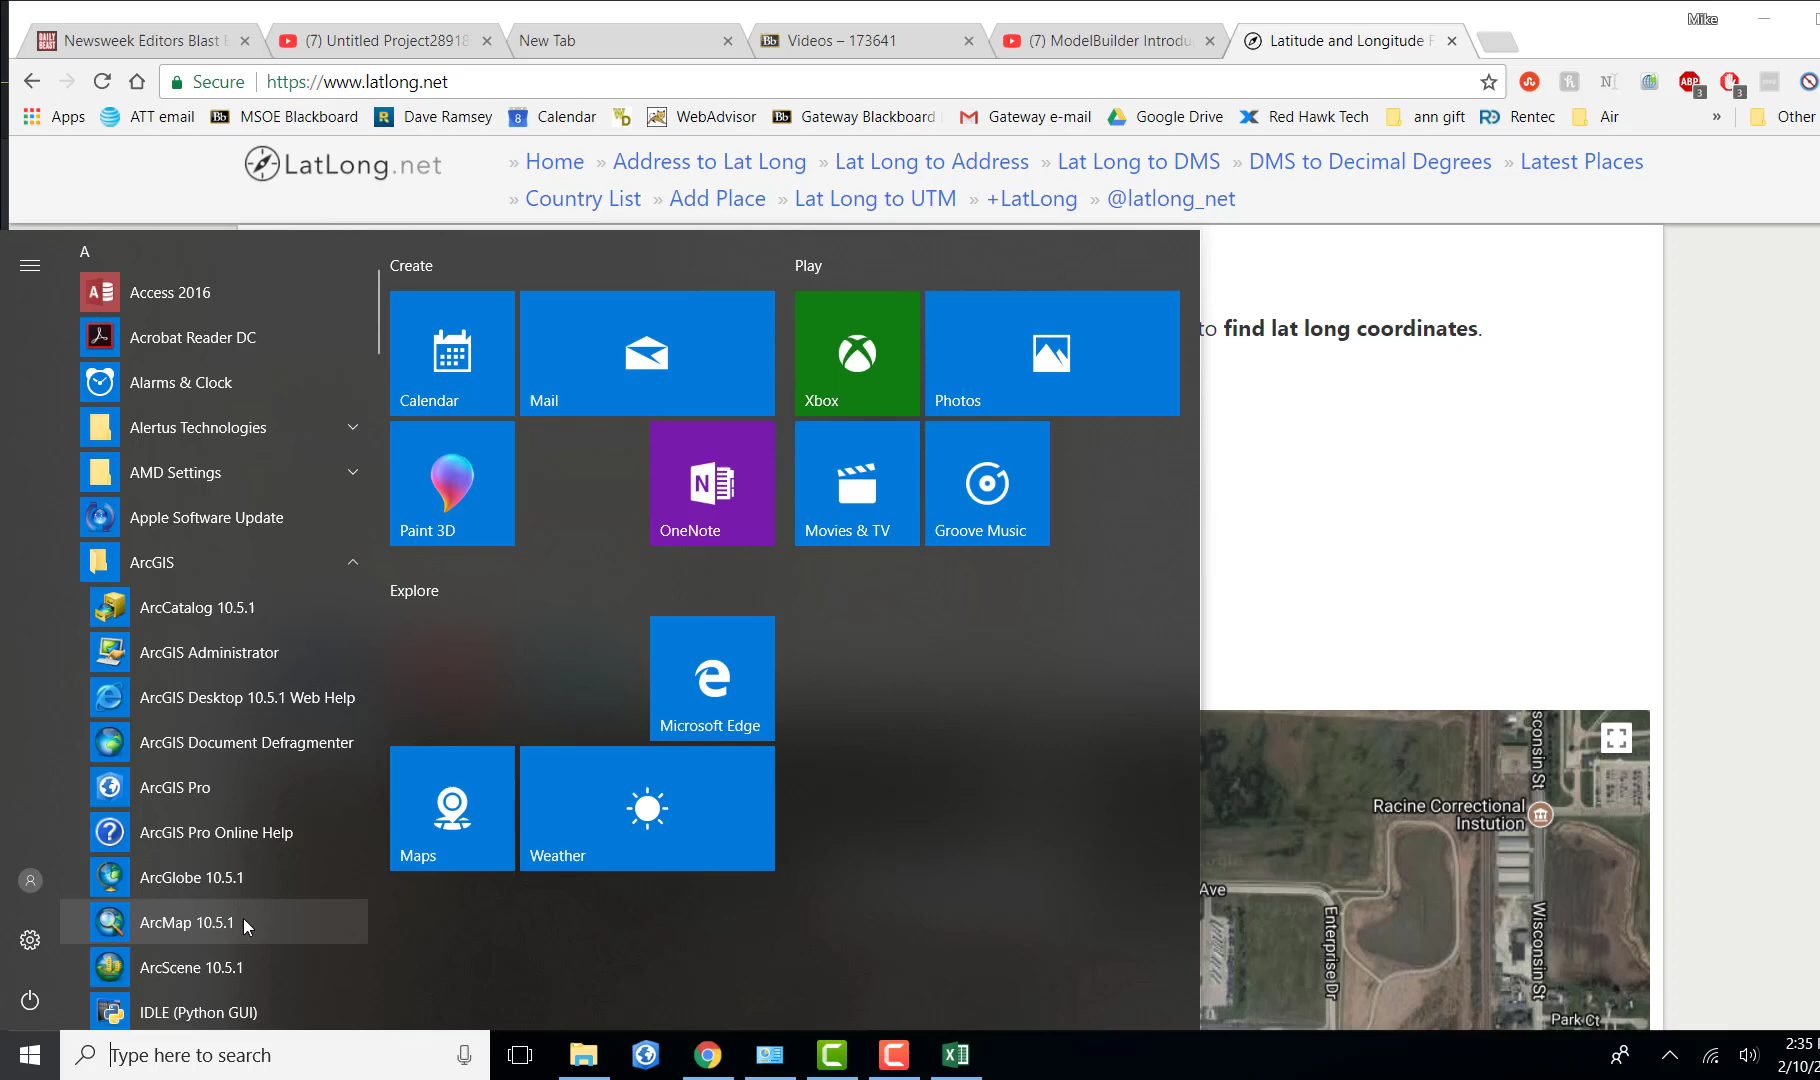 Mike
Newsweek Editors Blast E
(7) Untitled Project28918
New Tab
Videos – 173641
(7) ModelBuilder Introdu
Latitude and Longitude F
Secure
https://www.latlong.net
Apps
ATT email
MSOE Blackboard
Dave Ramsey
Calendar
WebAdvisor
Gateway Blackboard
Gateway e-mail
Google Drive
Red Hawk Tech
ann gift
Rentec
Air
»
Other
LatLong.net
» Home » Address to Lat Long » Lat Long to Address » Lat Long to DMS » DMS to Decimal Degrees » Latest Places
» Country List » Add Place » Lat Long to UTM » +LatLong » @latlong_net
to find lat long coordinates.
A
Access 2016
Acrobat Reader DC
Alarms & Clock
Alertus Technologies
AMD Settings
Apple Software Update
ArcGIS
ArcCatalog 10.5.1
ArcGIS Administrator
ArcGIS Desktop 10.5.1 Web Help
ArcGIS Document Defragmenter
ArcGIS Pro
ArcGIS Pro Online Help
ArcGlobe 10.5.1
ArcMap 10.5.1
ArcScene 10.5.1
IDLE (Python GUI)
Create
Calendar
Mail
Paint 3D
OneNote
Explore
Microsoft Edge
Maps
Weather
Play
Xbox
Photos
Movies & TV
Groove Music
sconsin St
Racine Correctional
Instution
Ave
Enterprise Dr
Wisconsin St
Park Ct
Type here to search
2:35
2/10/2